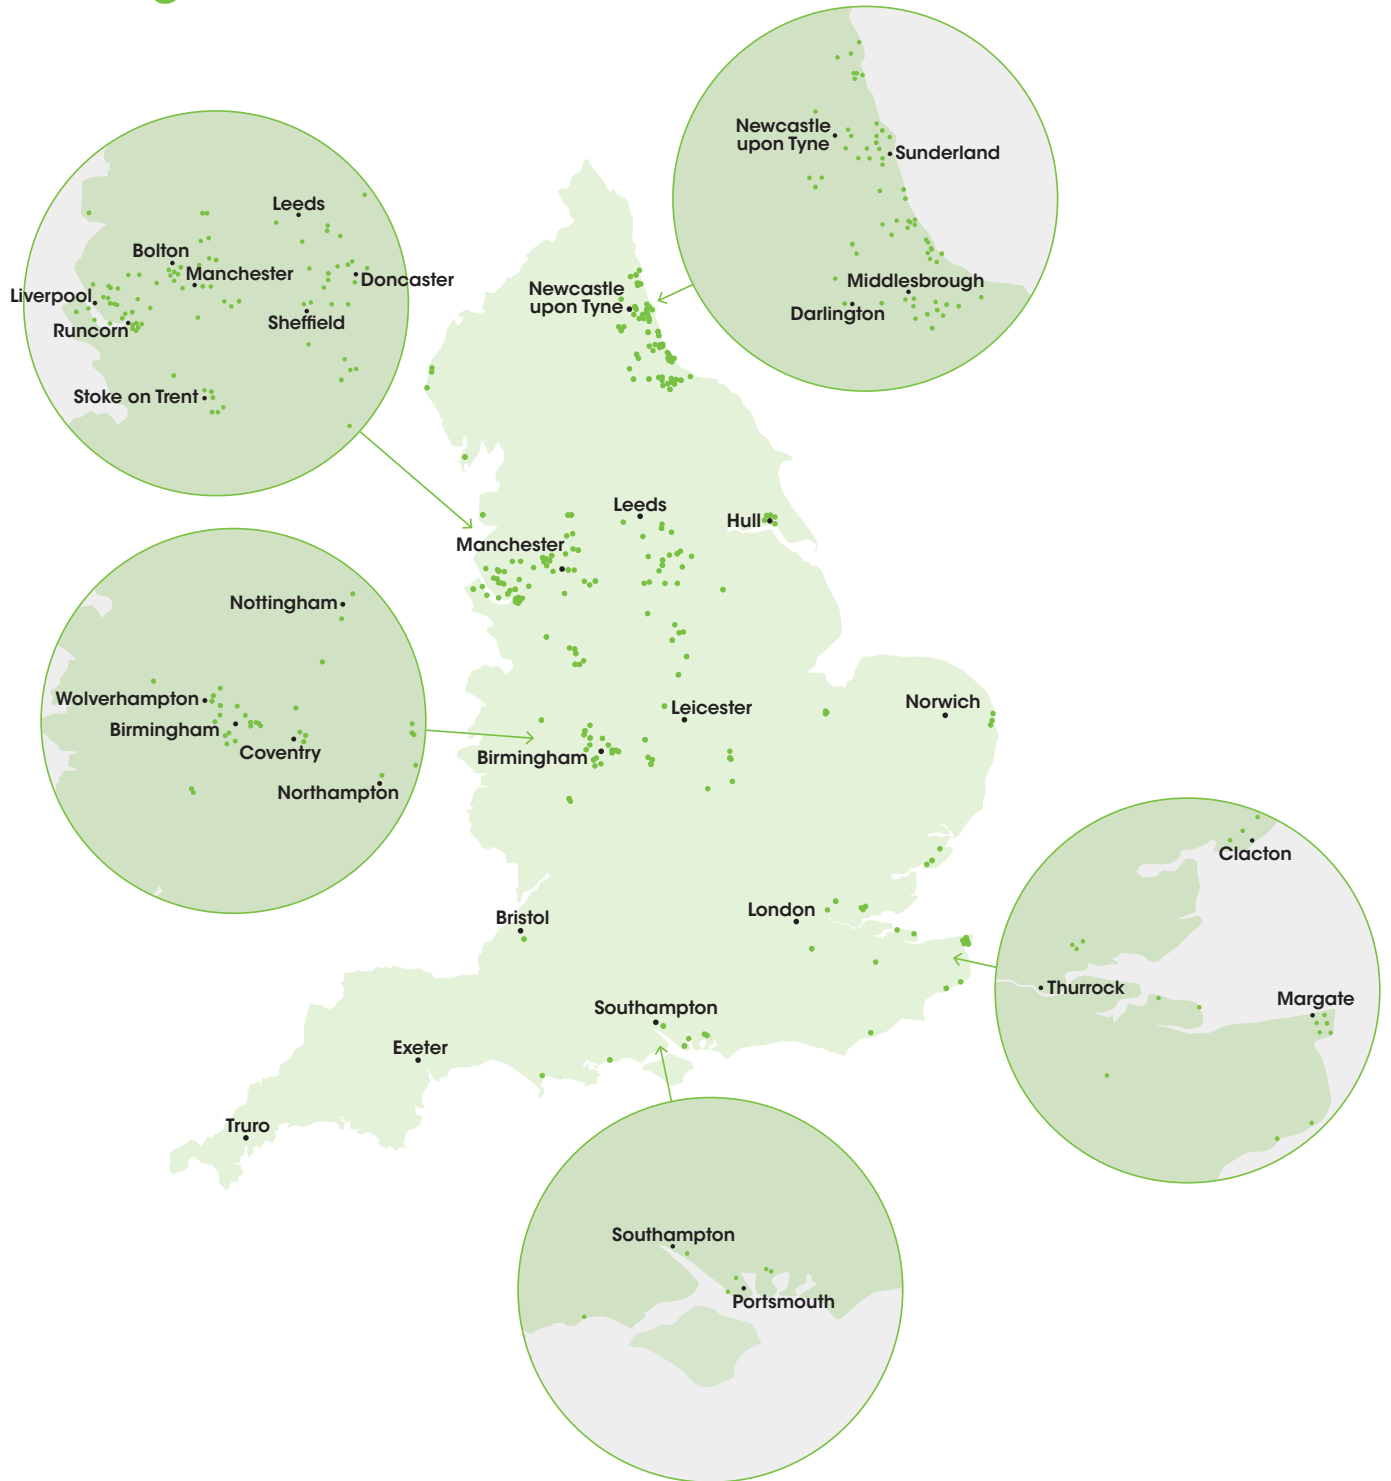 Newcastle
upon Tyne
Sunderland
Middlesbrough
Darlington
Leeds
Bolton
Manchester
Doncaster
Liverpool
Runcorn
Sheffield
Stoke on Trent
Newcastle
upon Tyne
Leeds
Hull
Manchester
Nottingham
Wolverhampton
Birmingham
Coventry
Northampton
Leicester
Norwich
Birmingham
Bristol
London
Southampton
Exeter
Truro
Clacton
Thurrock
Margate
Southampton
Portsmouth